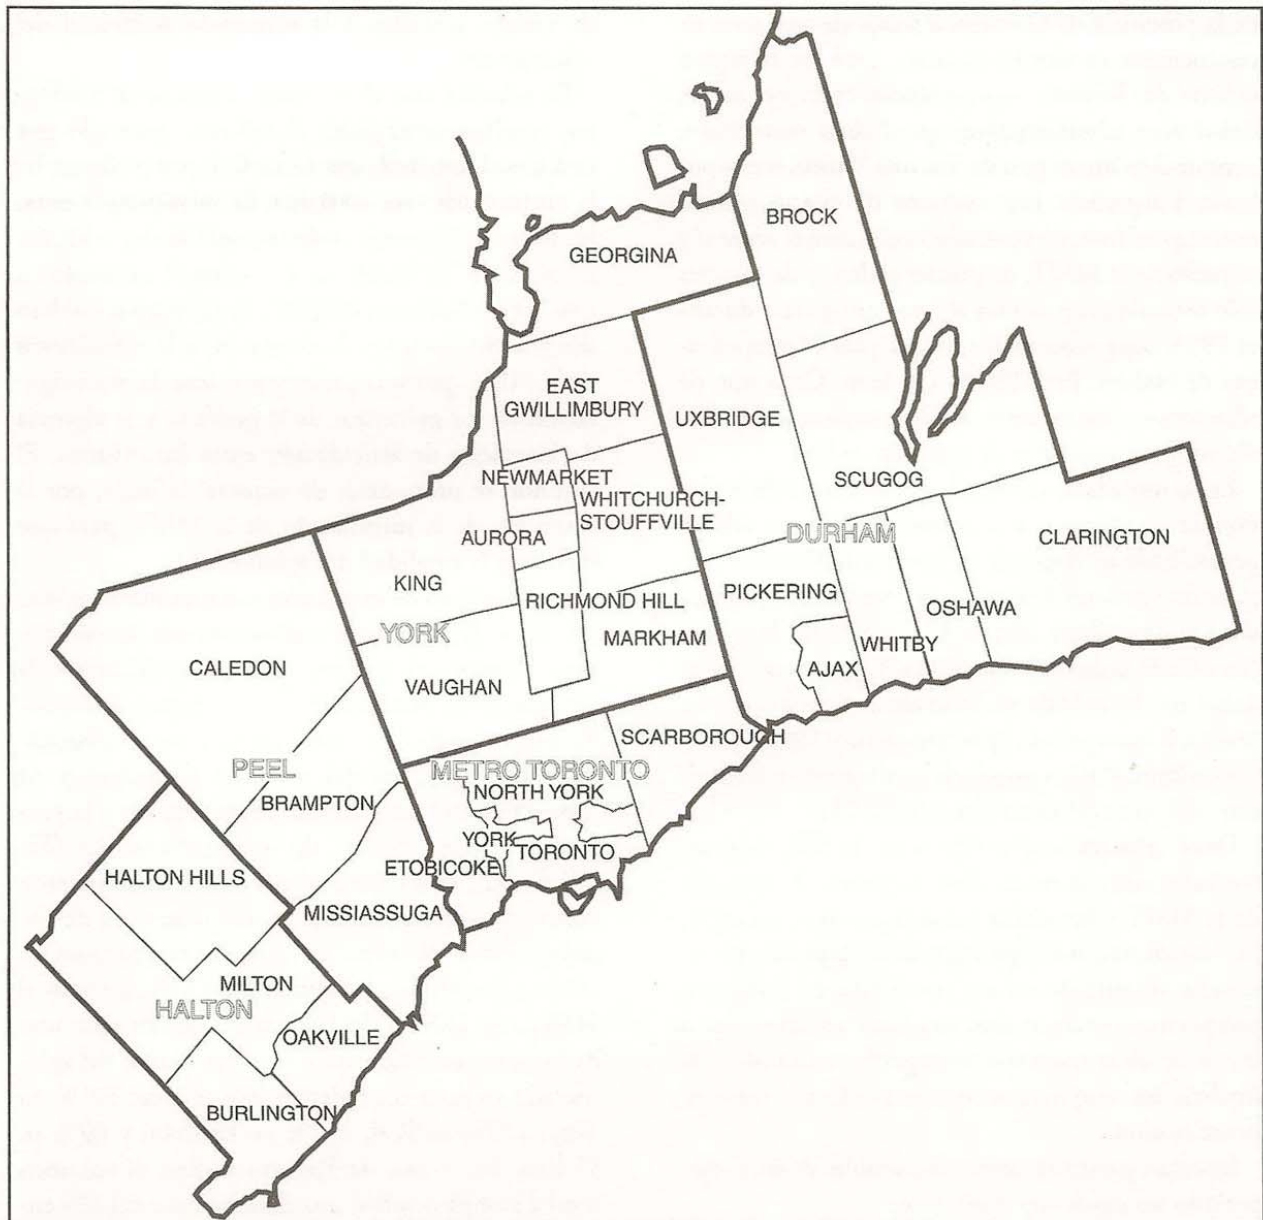 BROCK
GEORGINA
EAST
GWILLIMBURY
UXBRIDGE
NEWMARKET
SCUGOG
WHITCHURCH-
STOUFFVILLE
AURORA
DURHAM
CLARINGTON
KING
PICKERING
RICHMOND HILL
OSHAWA
YORK
MARKHAM
WHITBY
CALEDON
AJAX
VAUGHAN
SCARBOROUGH
PEEL
METRO TORONTO
NORTH YORK
BRAMPTON
YORK
TORONTO
ETOBICOKE
HALTON HILLS
MISSIASSUGA
MILTON
HALTON
OAKVILLE
BURLINGTON